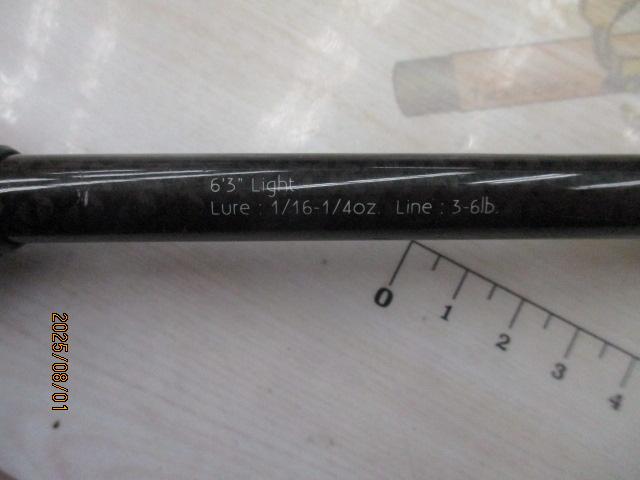 6'3" Light
Lure : 1/16-1/4oz. Line : 3-6lb.
0 1 2 3 4
2025/08/01